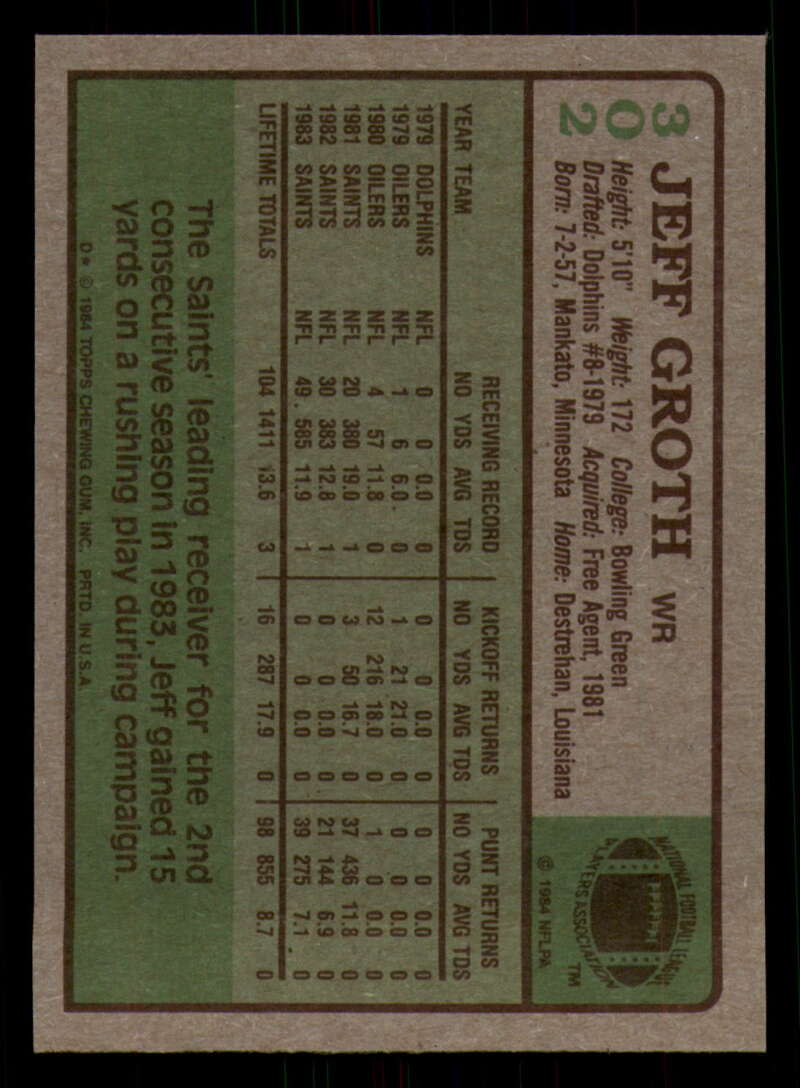 302
JEFF GROTH WR
Height: 5'10" Weight: 172 College: Bowling Green
Drafted: Dolphins #8-1979 Acquired: Free Agent, 1981
Born: 7-2-57, Mankato, Minnesota Home: Destrehan, Louisiana
NATIONAL FOOTBALL LEAGUE
PLAYERS ASSOCIATION
TM
© 1984 NFLPA
RECEIVING RECORD KICKOFF RETURNS PUNT RETURNS
YEAR TEAM NO YDS AVG TDS NO YDS AVG TDS NO YDS AVG TDS
1979 DOLPHINS NFL 0 0 0.0 0 0 0 0.0 0 0 0 0.0 0
1979 OILERS NFL 1 6 6.0 0 1 21 21.0 0 0 0 0.0 0
1980 OILERS NFL 4 57 11.8 0 12 216 18.0 0 1 0 0.0 0
1981 SAINTS NFL 20 380 19.0 1 3 50 16.7 0 37 436 11.8 0
1982 SAINTS NFL 30 383 12.8 1 0 0 0.0 0 21 144 6.9 0
1983 SAINTS NFL 49 585 11.9 1 0 0 0.0 0 39 275 7.1 0
LIFETIME TOTALS 104 1411 13.6 3 16 287 17.9 0 98 855 8.7 0
The Saints' leading receiver for the 2nd
consecutive season in 1983, Jeff gained 15
yards on a rushing play during campaign.
D* © 1984 TOPPS CHEWING GUM, INC. PRTD. IN U.S.A.